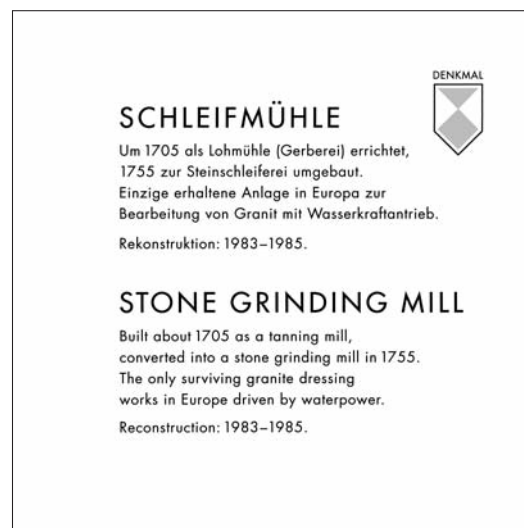 DENKMAL
SCHLEIFMÜHLE
Um 1705 als Lohmühle (Gerberei) errichtet,
1755 zur Steinschleiferei umgebaut.
Einzige erhaltene Anlage in Europa zur
Bearbeitung von Granit mit Wasserkraftantrieb.
Rekonstruktion: 1983–1985.
STONE GRINDING MILL
Built about 1705 as a tanning mill,
converted into a stone grinding mill in 1755.
The only surviving granite dressing
works in Europe driven by waterpower.
Reconstruction: 1983–1985.